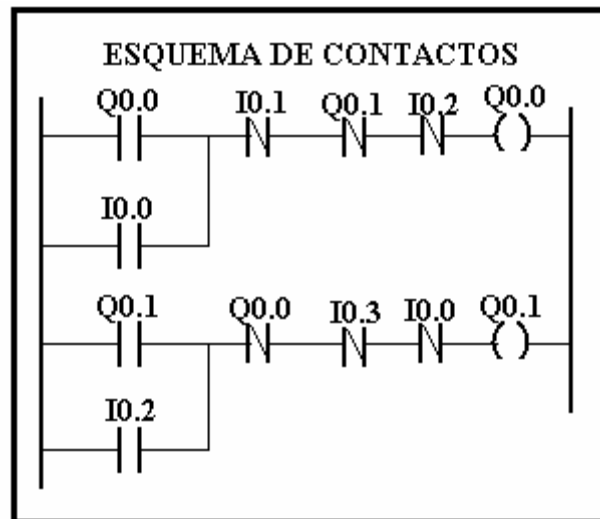 ESQUEMA DE CONTACTOS
Q0.0 I0.1 Q0.1 I0.2 Q0.0
I0.0
Q0.1 Q0.0 I0.3 I0.0 Q0.1
I0.2